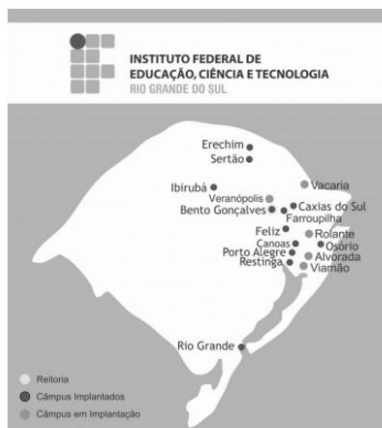 INSTITUTO FEDERAL DE
EDUCAÇÃO, CIÊNCIA E TECNOLOGIA
RIO GRANDE DO SUL
Erechim
Sertão
Ibirubá
Vacaria
Veranópolis
Bento Gonçalves
Caxias do Sul
Farroupilha
Feliz
Rolante
Canoas
Osório
Porto Alegre
Alvorada
Restinga
Viamão
Rio Grande
Reitoria
Câmpus Implantados
Câmpus em Implantação